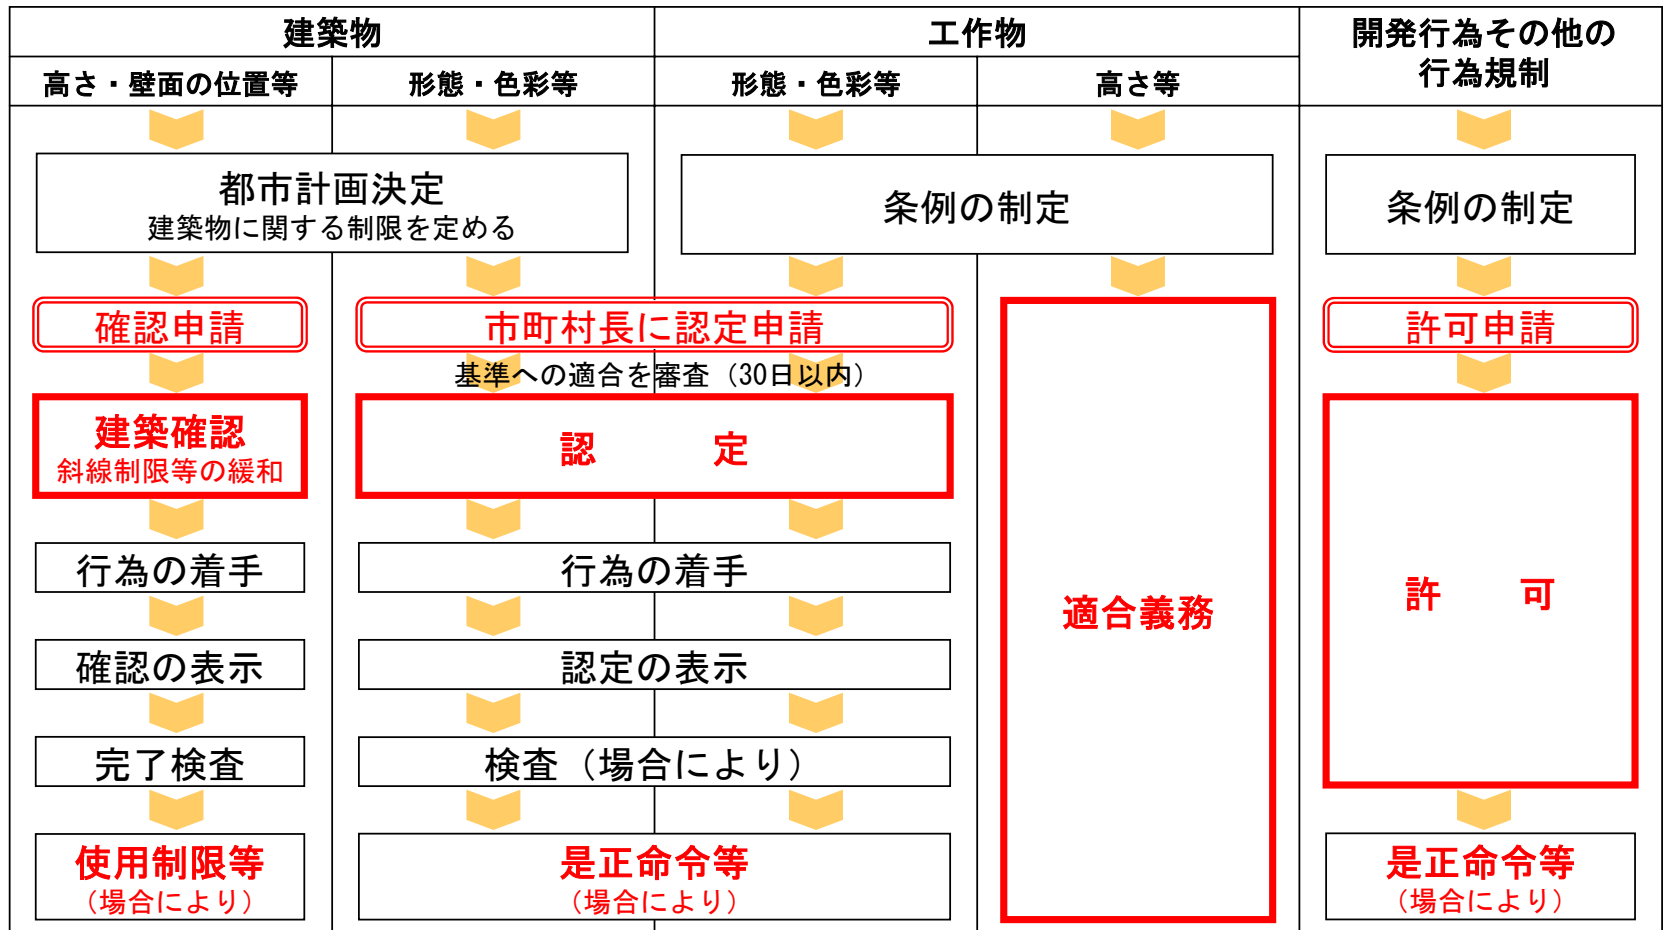 建築物
工作物
開発行為その他の
行為規制
高さ・壁面の位置等
形態・色彩等
形態・色彩等
高さ等
都市計画決定
建築物に関する制限を定める
条例の制定
条例の制定
確認申請
市町村長に認定申請
許可申請
基準への適合を審査（30日以内）
建築確認
斜線制限等の緩和
認　　　定
行為の着手
行為の着手
適合義務
許　　可
確認の表示
認定の表示
完了検査
検査（場合により）
使用制限等
（場合により）
是正命令等
（場合により）
是正命令等
（場合により）